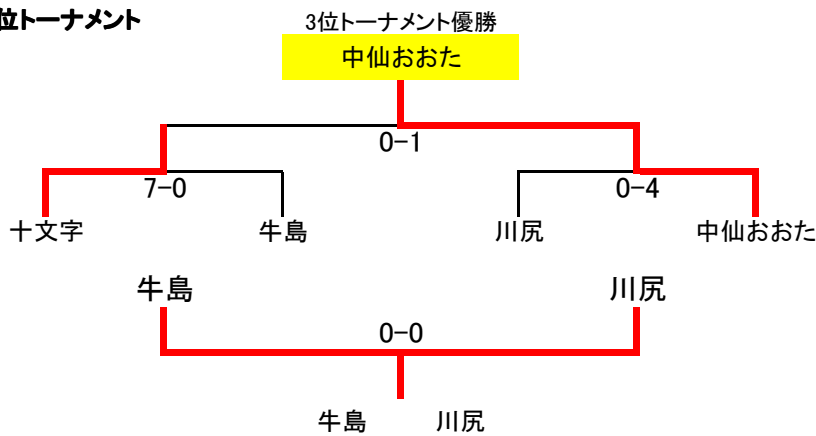 位トーナメント
3位トーナメント優勝
中仙おおた
0-1
7-0
0-4
十文字
牛島
川尻
中仙おおた
牛島
川尻
0-0
牛島
川尻